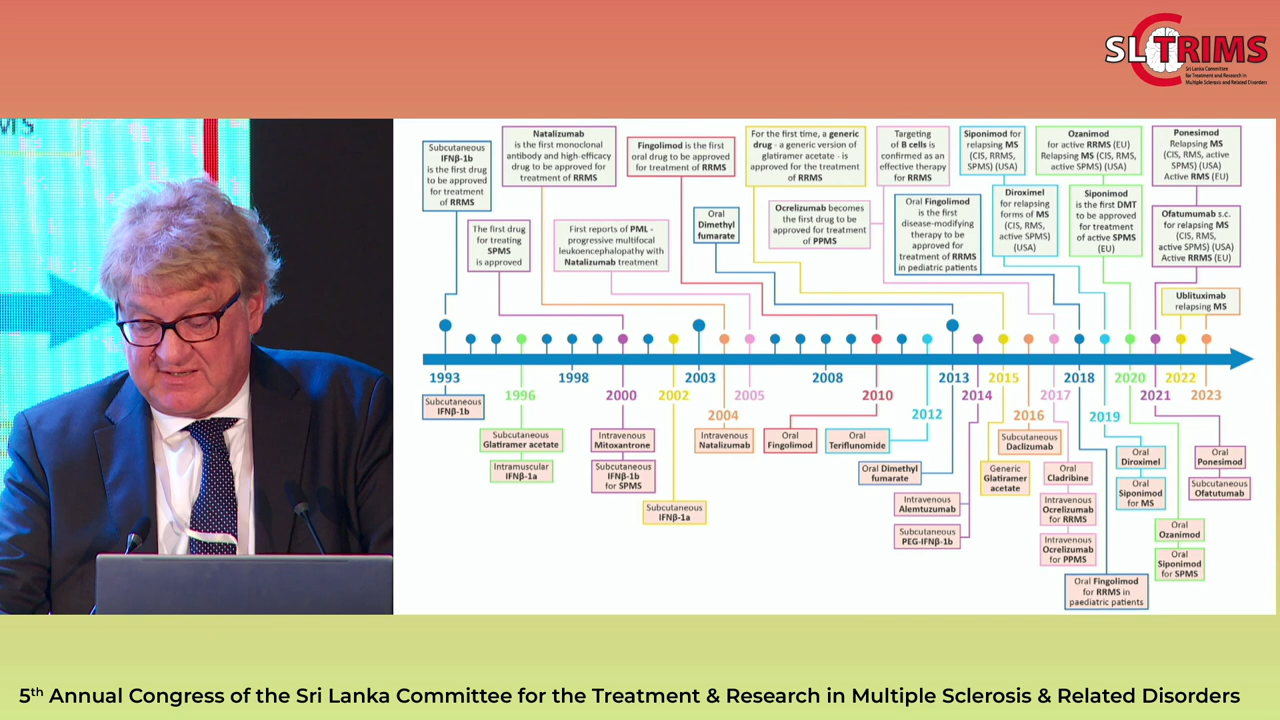 SLTRIMS
Sri Lanka Committee
for Treatment and Research in
Multiple Sclerosis and Related Disorders
MS
Subcutaneous
IFNβ-1b
is the first drug
to be approved
for treatment
of RRMS
Natalizumab
is the first monoclonal
antibody and high-efficacy
drug to be approved for
treatment of RRMS
The first drug
for treating
SPMS
is approved
First reports of PML -
progressive multifocal
leukoencephalopathy with
Natalizumab treatment
Fingolimod is the first
oral drug to be approved
for treatment of RRMS
Oral
Dimethyl
fumarate
For the first time, a generic
drug - a generic version of
glatiramer acetate - is
approved for the treatment
of RRMS
Ocrelizumab becomes
the first drug to be
approved for treatment
of PPMS
Targeting
of B cells is
confirmed as an
effective therapy
for RRMS
Oral Fingolimod
is the first
disease-modifying
therapy to be
approved for
treatment of RRMS
in pediatric patients
Siponimod for
relapsing MS
(CIS, RRMS,
SPMS) (USA)
Diroximel
for relapsing
forms of MS
(CIS, RRMS,
active SPMS)
(USA)
Ozanimod
for active RRMS (EU)
Relapsing MS (CIS, RMS,
active SPMS) (USA)
Siponimod
is the first DMT
to be approved
for treatment
of active SPMS
(EU)
Ponesimod
Relapsing MS
(CIS, RMS, active
SPMS) (USA)
Active RMS (EU)
Ofatumumab s.c.
for relapsing MS
(CIS, RMS,
active SPMS) (USA)
Active RRMS (EU)
Ublituximab
relapsing MS
1993
1996
1998
2000
2002
2003
2004
2005
2008
2010
2012
2013
2014
2015
2016
2017
2018
2019
2020
2021
2022
2023
Subcutaneous
IFNβ-1b
Subcutaneous
Glatiramer acetate
Intramuscular
IFNβ-1a
Intravenous
Mitoxantrone
Subcutaneous
IFNβ-1b
for SPMS
Subcutaneous
IFNβ-1a
Intravenous
Natalizumab
Oral
Fingolimod
Oral
Teriflunomide
Oral Dimethyl
fumarate
Intravenous
Alemtuzumab
Subcutaneous
PEG-IFNβ-1b
Generic
Glatiramer
acetate
Subcutaneous
Daclizumab
Oral
Cladribine
Intravenous
Ocrelizumab
for RRMS
Intravenous
Ocrelizumab
for PPMS
Oral Fingolimod
for RRMS in
paediatric patients
Oral
Diroximel
Oral
Siponimod
for MS
Oral
Ozanimod
Oral
Siponimod
for SPMS
Oral
Ponesimod
Subcutaneous
Ofatutumab
5th Annual Congress of the Sri Lanka Committee for the Treatment & Research in Multiple Sclerosis & Related Disorders